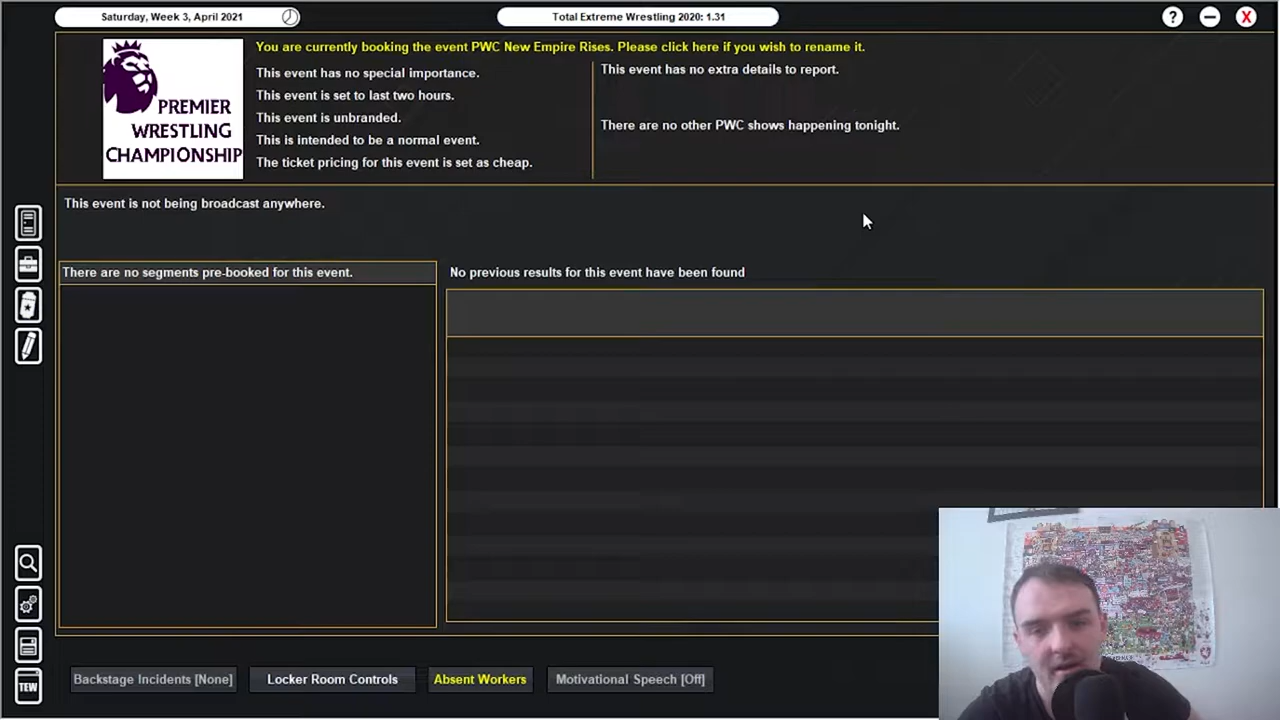 Saturday, Week 3, April 2021
Total Extreme Wrestling 2020: 1.31
?
X
PREMIER
WRESTLING
CHAMPIONSHIP
You are currently booking the event PWC New Empire Rises. Please click here if you wish to rename it.
This event has no special importance.
This event is set to last two hours.
This event is unbranded.
This is intended to be a normal event.
The ticket pricing for this event is set as cheap.
This event has no extra details to report.
There are no other PWC shows happening tonight.
This event is not being broadcast anywhere.
There are no segments pre-booked for this event.
No previous results for this event have been found
TEW
Backstage Incidents [None]
Locker Room Controls
Absent Workers
Motivational Speech [Off]